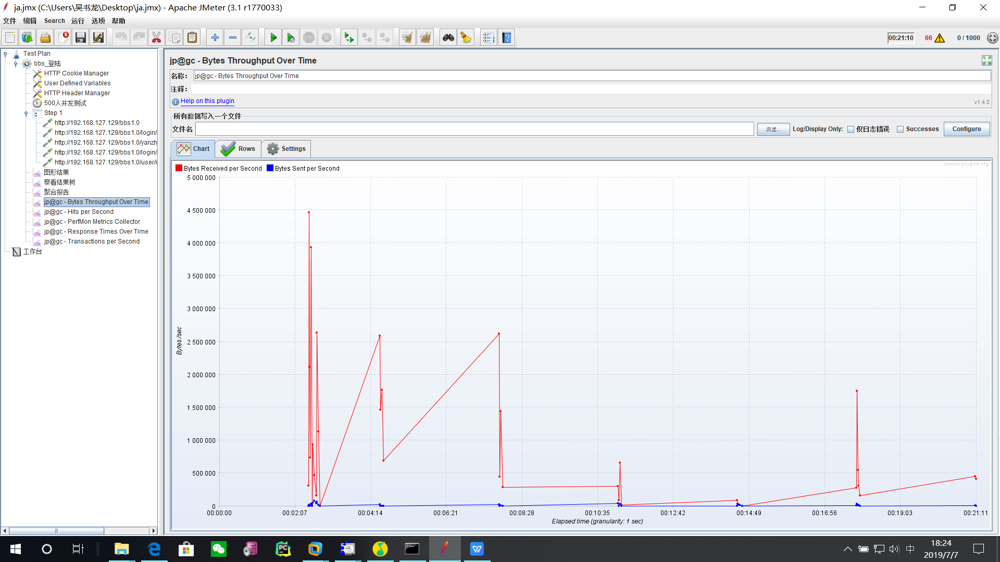 ja.jmx (C:\Users\吴书龙\Desktop\ja.jmx) - Apache JMeter (3.1 r1770033)
文件 编辑 Search 运行 选项 帮助
00:21:10 66 0 / 1000
Test Plan
bbs_登陆
HTTP Cookie Manager
User Defined Variables
HTTP Header Manager
500人并发测试
Step 1
http://192.168.127.129/bbs1.0
http://192.168.127.129/bbs1.0/login/
http://192.168.127.129/bbs1.0/yanzh
http://192.168.127.129/bbs1.0/login/
http://192.168.127.129/bbs1.0/user/i
图形结果
察看结果树
聚合报告
jp@gc - Bytes Throughput Over Time
jp@gc - Hits per Second
jp@gc - PerfMon Metrics Collector
jp@gc - Response Times Over Time
jp@gc - Transactions per Second
工作台
jp@gc - Bytes Throughput Over Time
名称： jp@gc - Bytes Throughput Over Time
注释：
Help on this plugin v1.4.0
所有数据写入一个文件
文件名 浏览... Log/Display Only: 仅日志错误 Successes Configure
Chart Rows Settings
Bytes Received per Second Bytes Sent per Second jmeter-plugins.org
5 000 000
4 500 000
4 000 000
3 500 000
3 000 000
2 500 000
2 000 000
1 500 000
1 000 000
500 000
0
Bytes /sec
00:00:00 00:02:07 00:04:14 00:06:21 00:08:28 00:10:35 00:12:42 00:14:49 00:16:56 00:19:03 00:21:11
Elapsed time (granularity: 1 sec)
PC W 中 18:24
2019/7/7